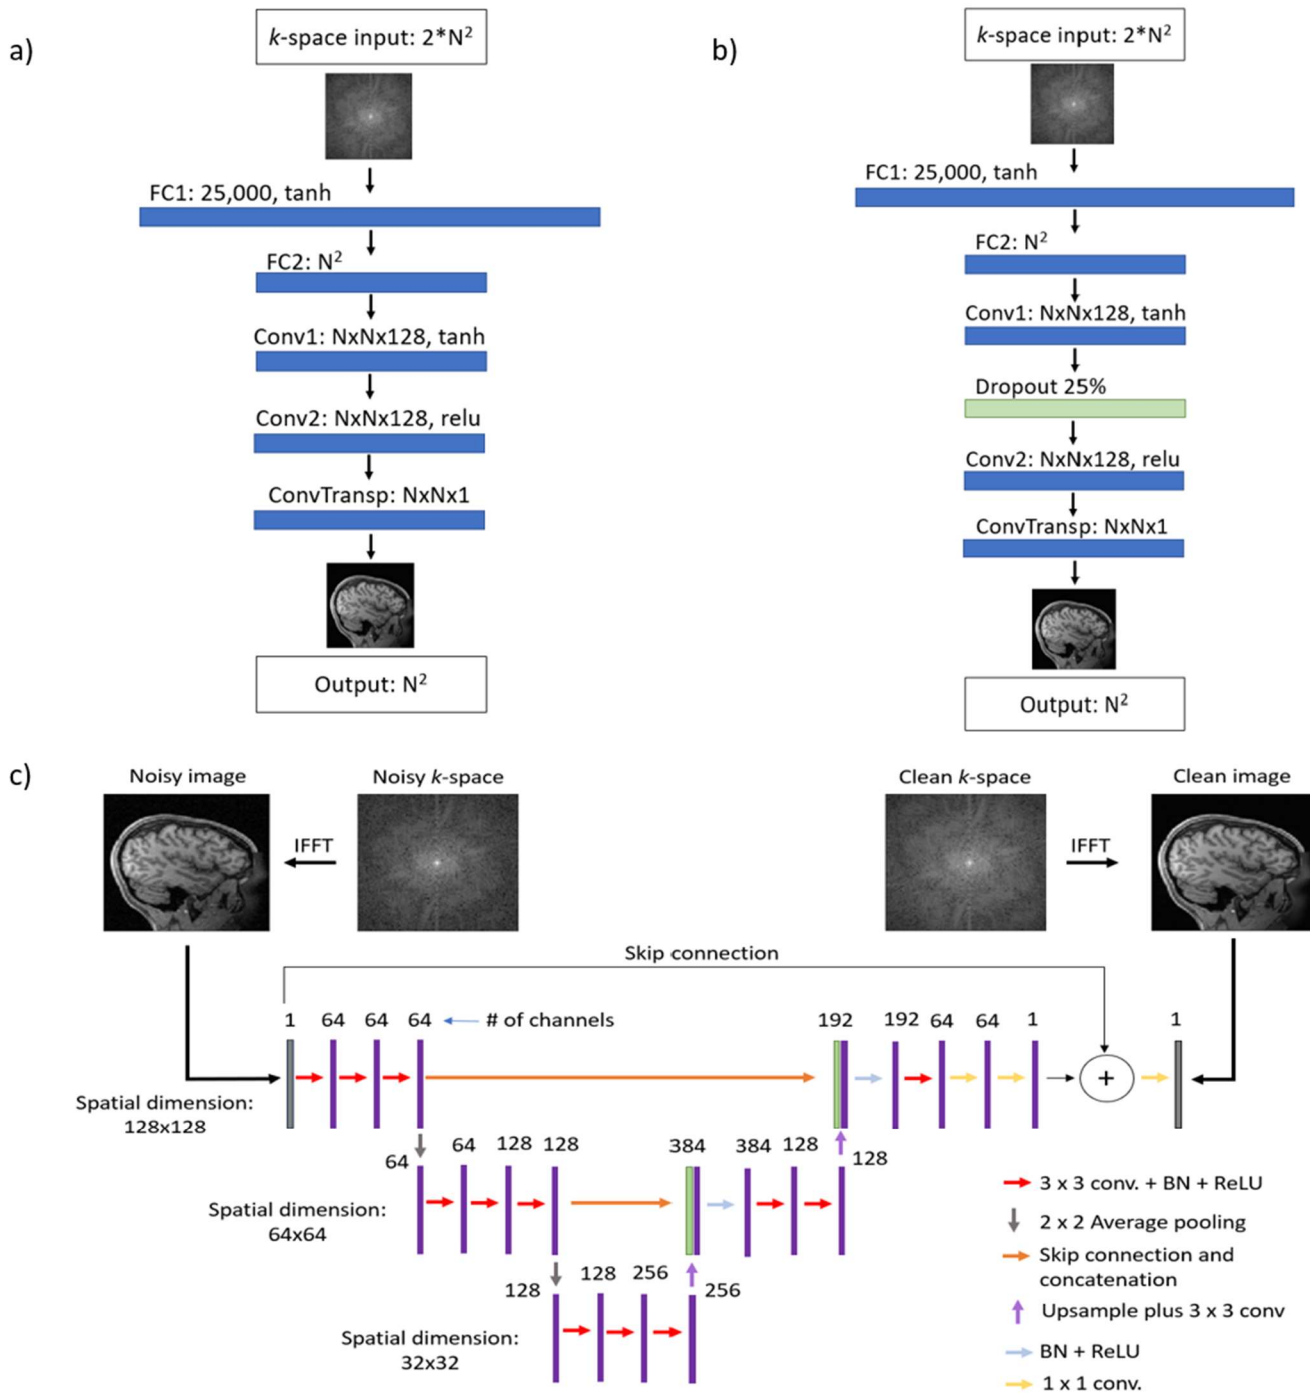 a)
k-space input: 2*N²
FC1: 25,000, tanh
FC2: N²
Conv1: NxNx128, tanh
Conv2: NxNx128, relu
ConvTransp: NxNx1
Output: N²
b)
k-space input: 2*N²
FC1: 25,000, tanh
FC2: N²
Conv1: NxNx128, tanh
Dropout 25%
Conv2: NxNx128, relu
ConvTransp: NxNx1
Output: N²
c)
Noisy image
Noisy k-space
Clean k-space
Clean image
IFFT
IFFT
Skip connection
1 64 64 64
# of channels
192 192 64 64 1
1
Spatial dimension:
128x128
64 64 128 128
384 384 128 128
Spatial dimension:
64x64
128 128 256 256
Spatial dimension:
32x32
3 x 3 conv. + BN + ReLU
2 x 2 Average pooling
Skip connection and
concatenation
Upsample plus 3 x 3 conv
BN + ReLU
1 x 1 conv.
+